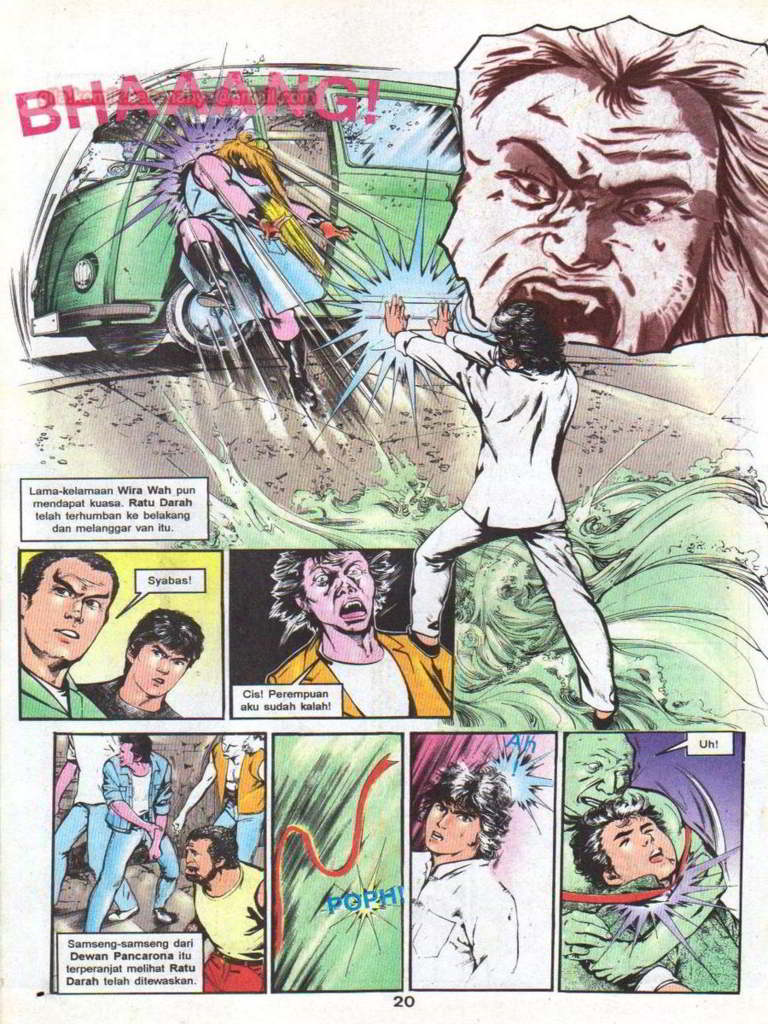 BHAAANG!
Lama-kelamaan Wira Wah pun
mendapat kuasa. Ratu Darah
telah terhumban ke belakang
dan melanggar van itu.
Syabas!
Cis! Perempuan
aku sudah kalah!
Samseng-samseng dari
Dewan Pancarona itu
terperanjat melihat Ratu
Darah telah ditewaskan.
POPH!
Ah
!
Uh!
20